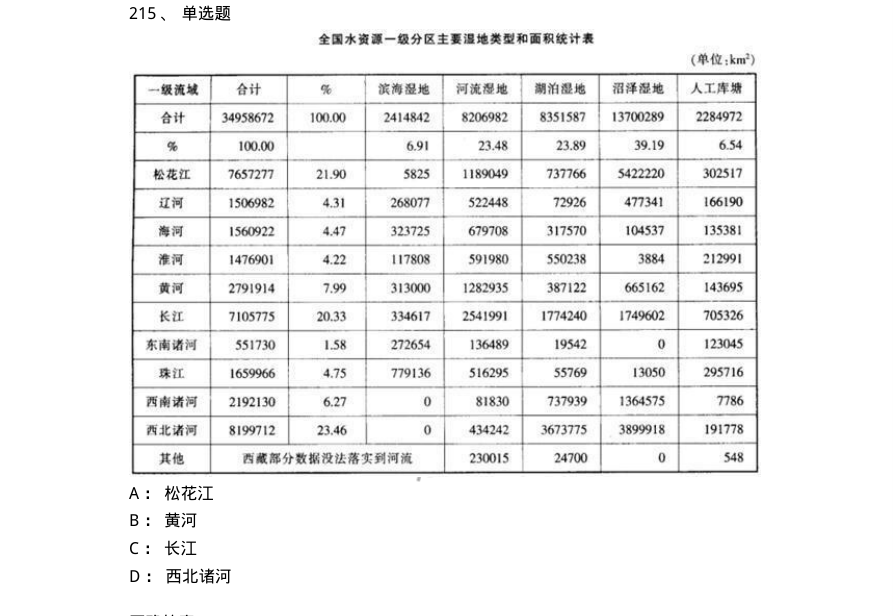 215 、 单选题
全国水资源一级分区主要湿地类型和面积统计表
(单位:km²)
一级流域 合计 % 滨海湿地 河流湿地 湖泊湿地 沼泽湿地 人工库塘
合计 34958672 100.00 2414842 8206982 8351587 13700289 2284972
% 100.00 6.91 23.48 23.89 39.19 6.54
松花江 7657277 21.90 5825 1189049 737766 5422220 302517
辽河 1506982 4.31 268077 522448 72926 477341 166190
海河 1560922 4.47 323725 679708 317570 104537 135381
淮河 1476901 4.22 117808 591980 550238 3884 212991
黄河 2791914 7.99 313000 1282935 387122 665162 143695
长江 7105775 20.33 334617 2541991 1774240 1749602 705326
东南诸河 551730 1.58 272654 136489 19542 0 123045
珠江 1659966 4.75 779136 516295 55769 13050 295716
西南诸河 2192130 6.27 0 81830 737939 1364575 7786
西北诸河 8199712 23.46 0 434242 3673775 3899918 191778
其他 西藏部分数据没法落实到河流 230015 24700 0 548
A： 松花江
B： 黄河
C： 长江
D： 西北诸河